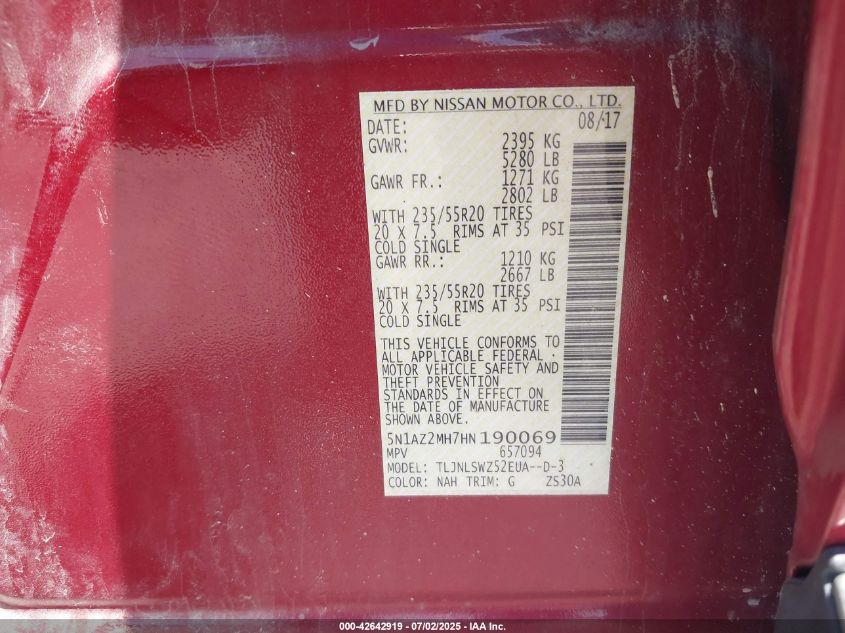 MFD BY NISSAN MOTOR CO., LTD.
DATE: 08/17
GVWR: 2395 KG
5280 LB
GAWR FR.: 1271 KG
2802 LB
WITH 235/55R20 TIRES
20 X 7.5 RIMS AT 35 PSI
COLD SINGLE
GAWR RR.: 1210 KG
2667 LB
WITH 235/55R20 TIRES
20 X 7.5 RIMS AT 35 PSI
COLD SINGLE
THIS VEHICLE CONFORMS TO
ALL APPLICABLE FEDERAL
MOTOR VEHICLE SAFETY AND
THEFT PREVENTION
STANDARDS IN EFFECT ON
THE DATE OF MANUFACTURE
SHOWN ABOVE.
5N1AZ2MH7HN190069
MPV 657094
MODEL: TLJNLSWZ52EUA--D-3
COLOR: NAH TRIM: G ZS30A
000-42642919 - 07/02/2025 - IAA Inc.